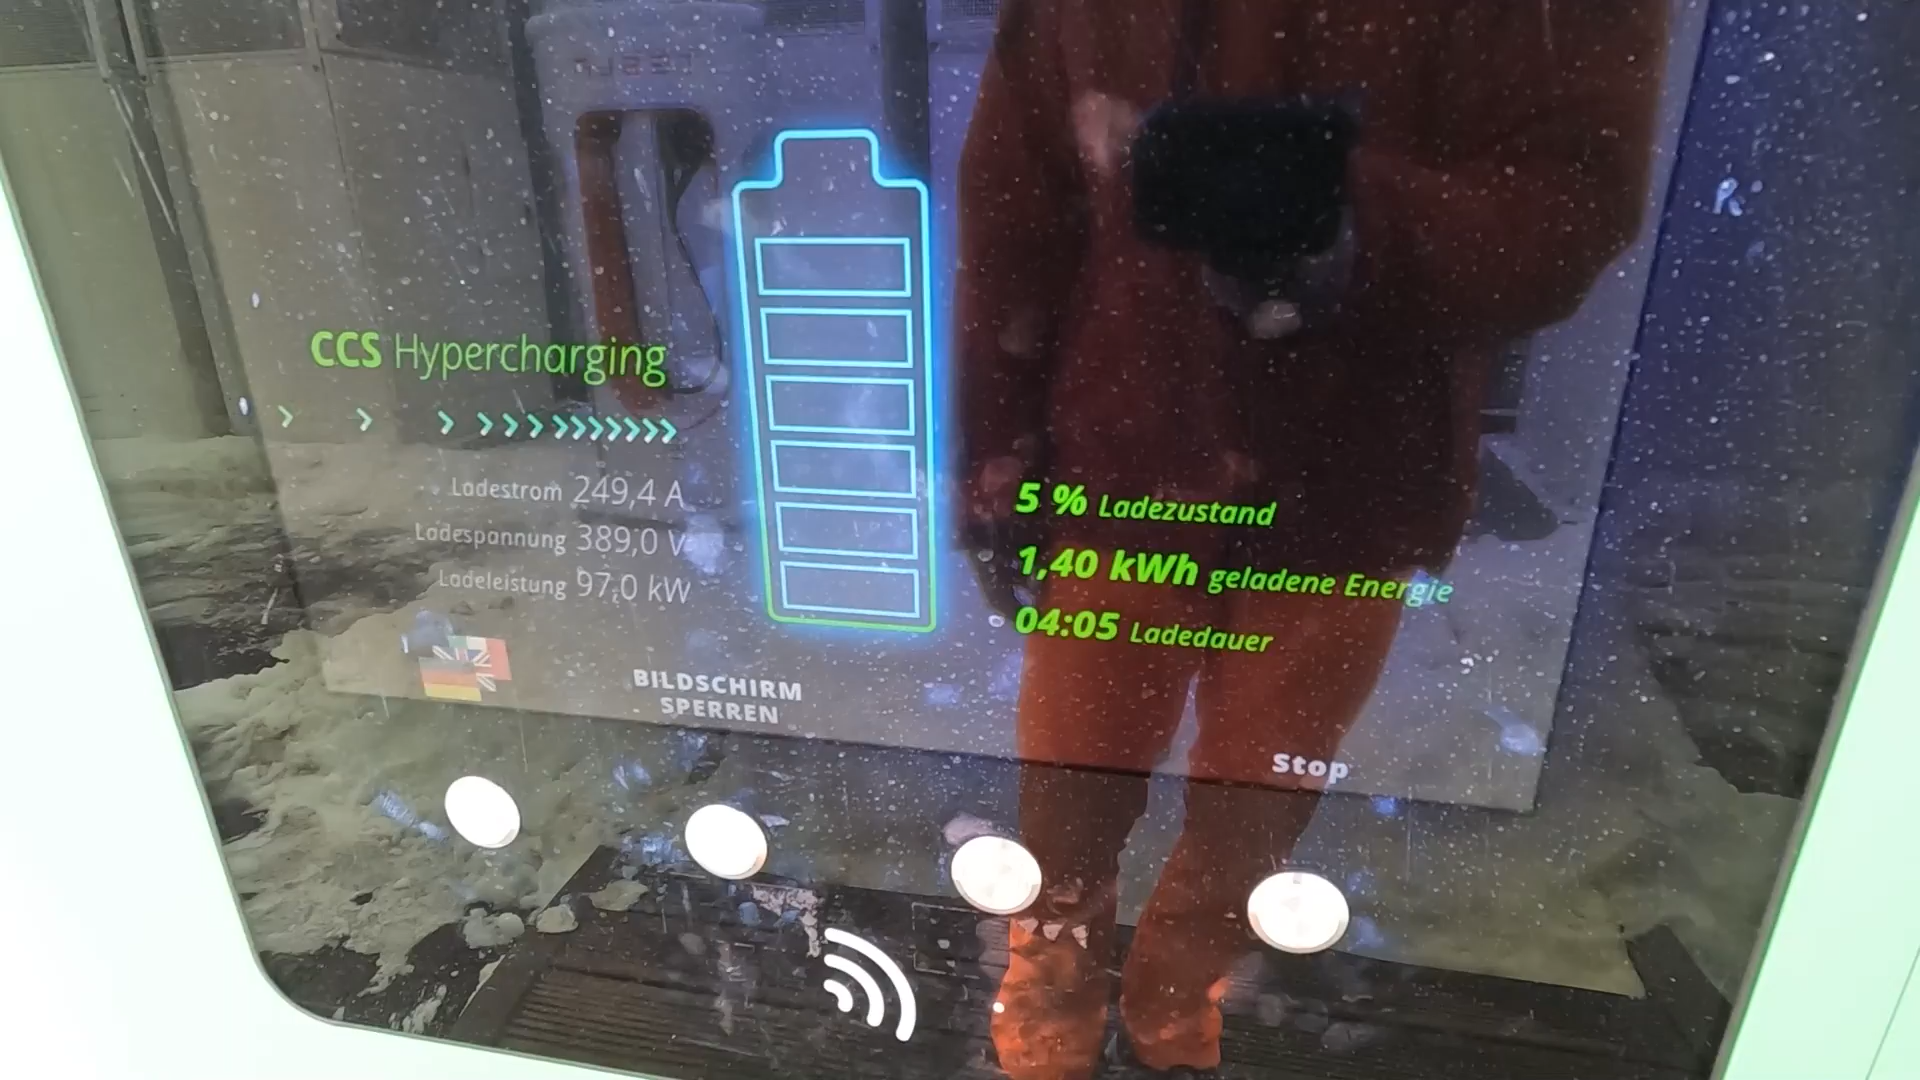 CCS Hypercharging
Ladestrom 249,4 A
Ladespannung 389,0 V
Ladeleistung 97,0 kW
5 % Ladezustand
1,40 kWh geladene Energie
04:05 Ladedauer
BILDSCHIRM
SPERREN
Stop